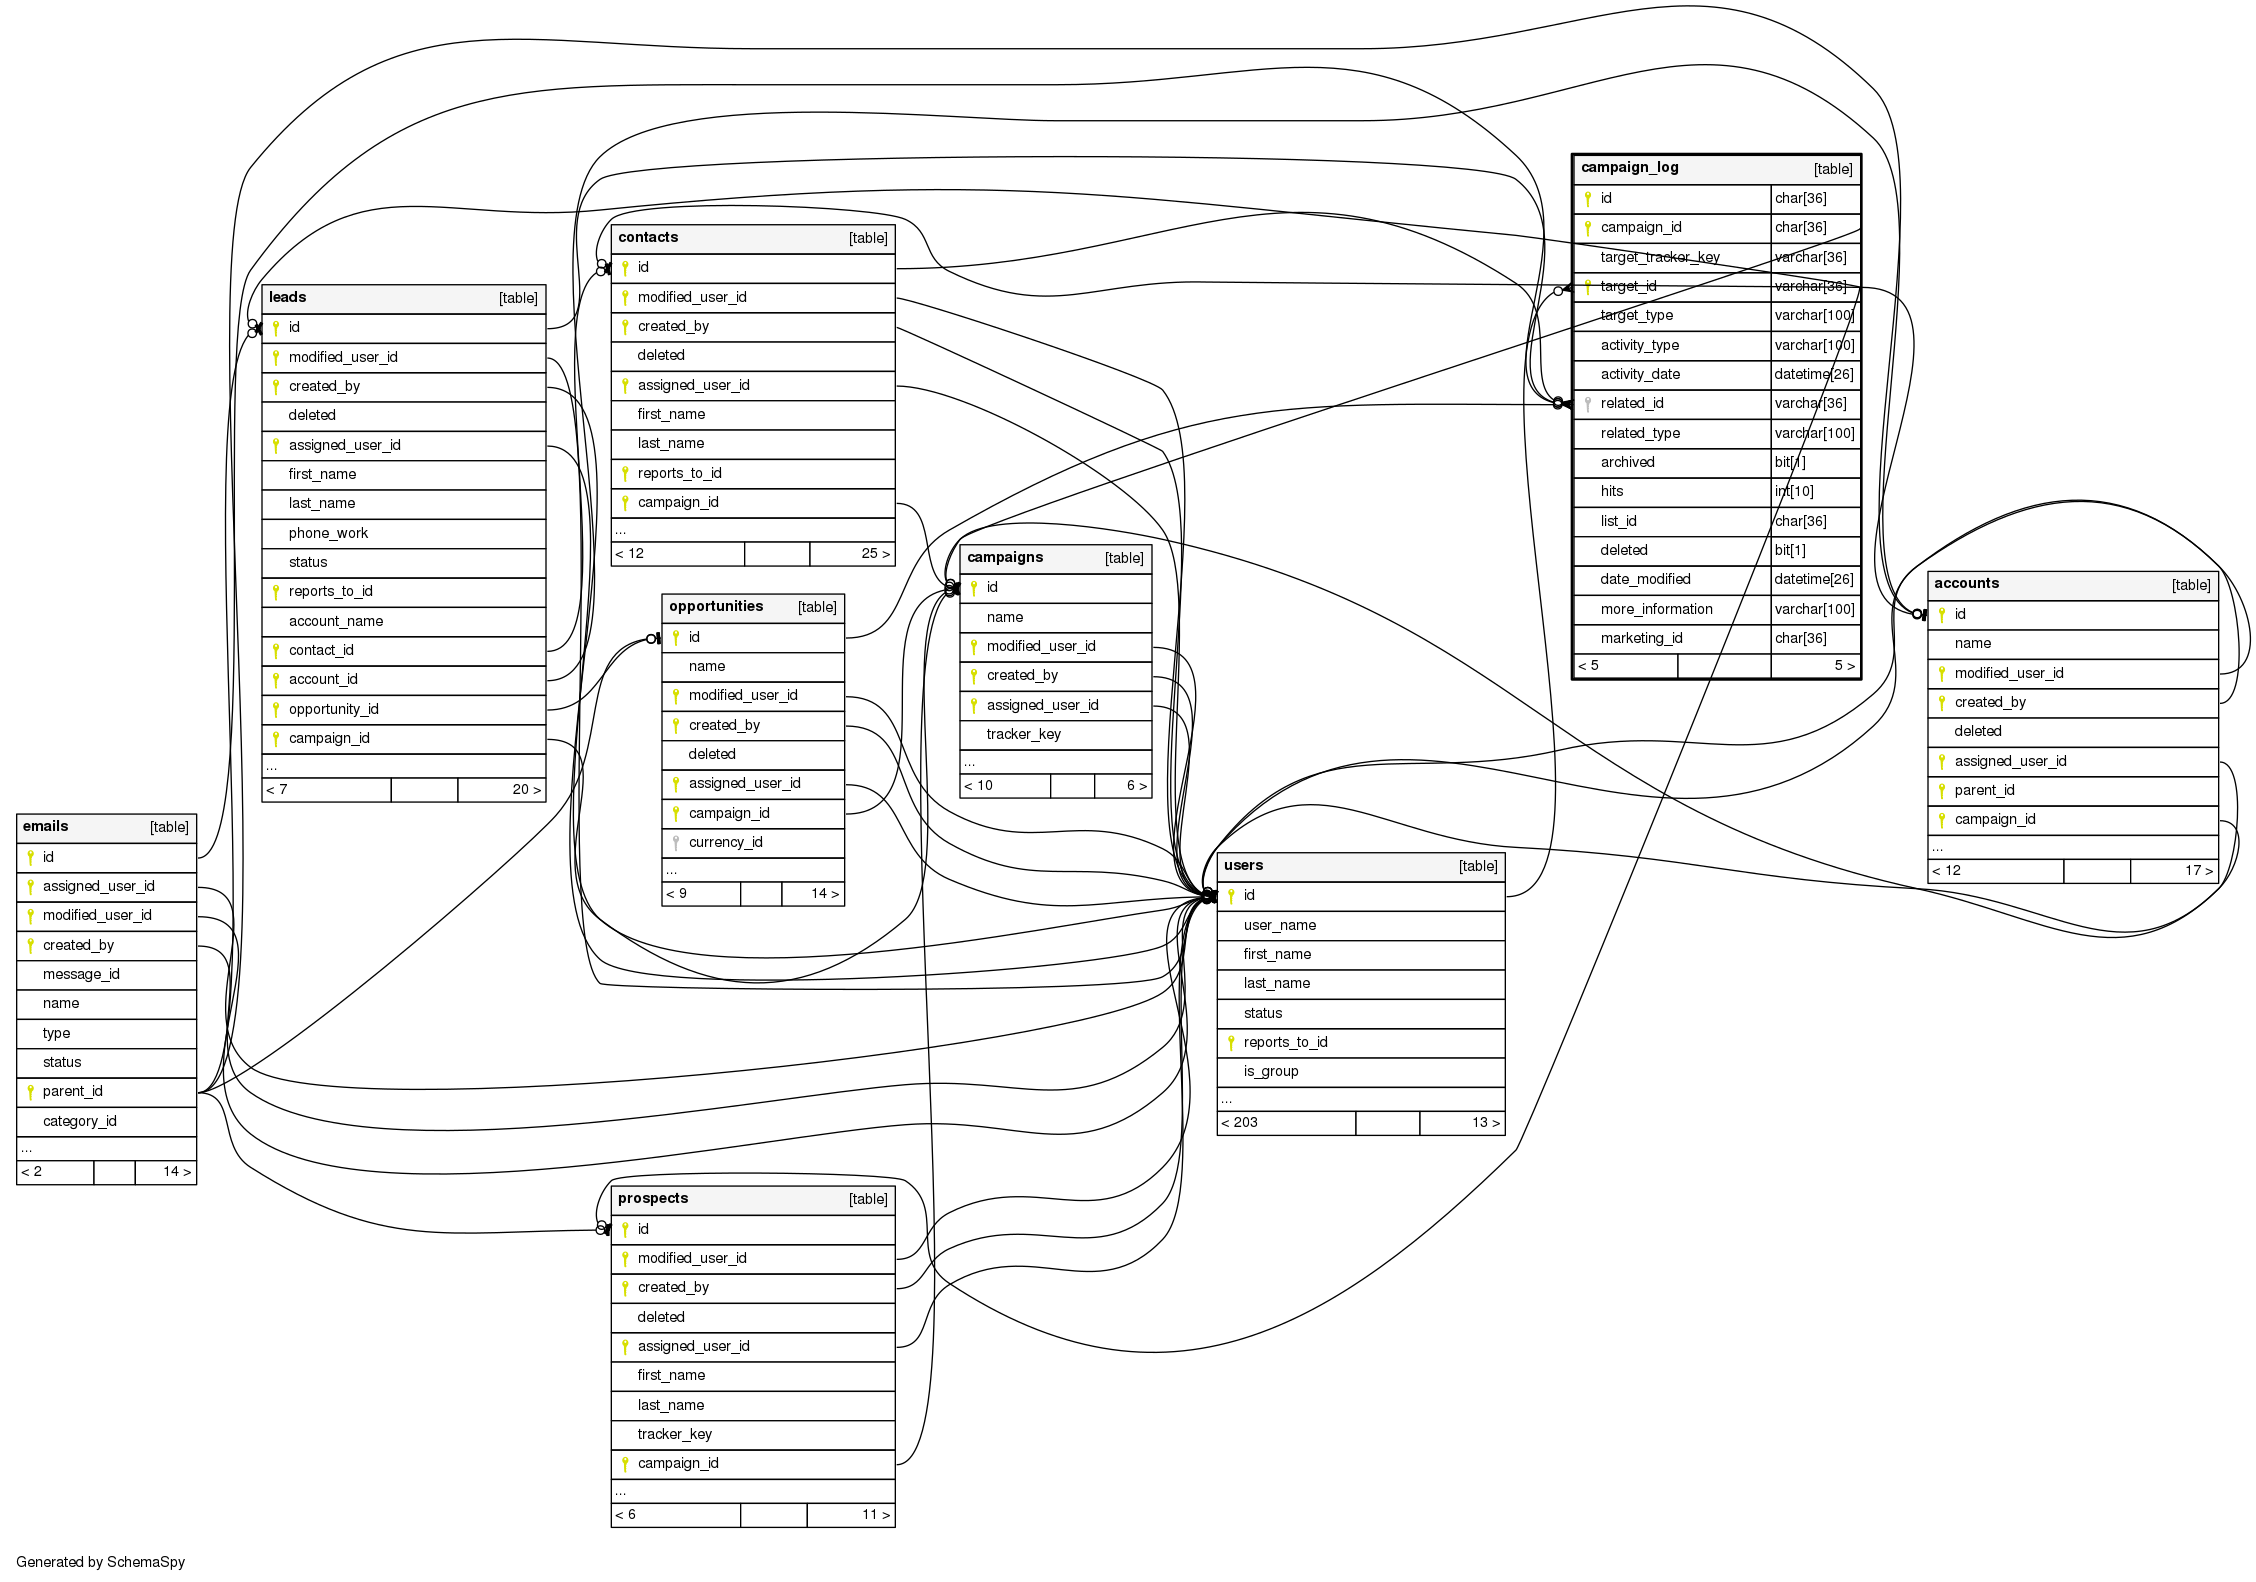 campaign_log [table]
id char[36]
campaign_id char[36]
target_tracker_key varchar[36]
target_id varchar[36]
target_type varchar[100]
activity_type varchar[100]
activity_date datetime[26]
related_id varchar[36]
related_type varchar[100]
archived bit[1]
hits int[10]
list_id char[36]
deleted bit[1]
date_modified datetime[26]
more_information varchar[100]
marketing_id char[36]
< 5 5 >
contacts [table]
id
modified_user_id
created_by
deleted
assigned_user_id
first_name
last_name
reports_to_id
campaign_id
...
< 12 25 >
leads [table]
id
modified_user_id
created_by
deleted
assigned_user_id
first_name
last_name
phone_work
status
reports_to_id
account_name
contact_id
account_id
opportunity_id
campaign_id
...
< 7 20 >
campaigns [table]
id
name
modified_user_id
created_by
assigned_user_id
tracker_key
...
< 10 6 >
accounts [table]
id
name
modified_user_id
created_by
deleted
assigned_user_id
parent_id
campaign_id
...
< 12 17 >
opportunities [table]
id
name
modified_user_id
created_by
deleted
assigned_user_id
campaign_id
currency_id
...
< 9 14 >
emails [table]
id
assigned_user_id
modified_user_id
created_by
message_id
name
type
status
parent_id
category_id
...
< 2 14 >
users [table]
id
user_name
first_name
last_name
status
reports_to_id
is_group
...
< 203 13 >
prospects [table]
id
modified_user_id
created_by
deleted
assigned_user_id
first_name
last_name
tracker_key
campaign_id
...
< 6 11 >
Generated by SchemaSpy